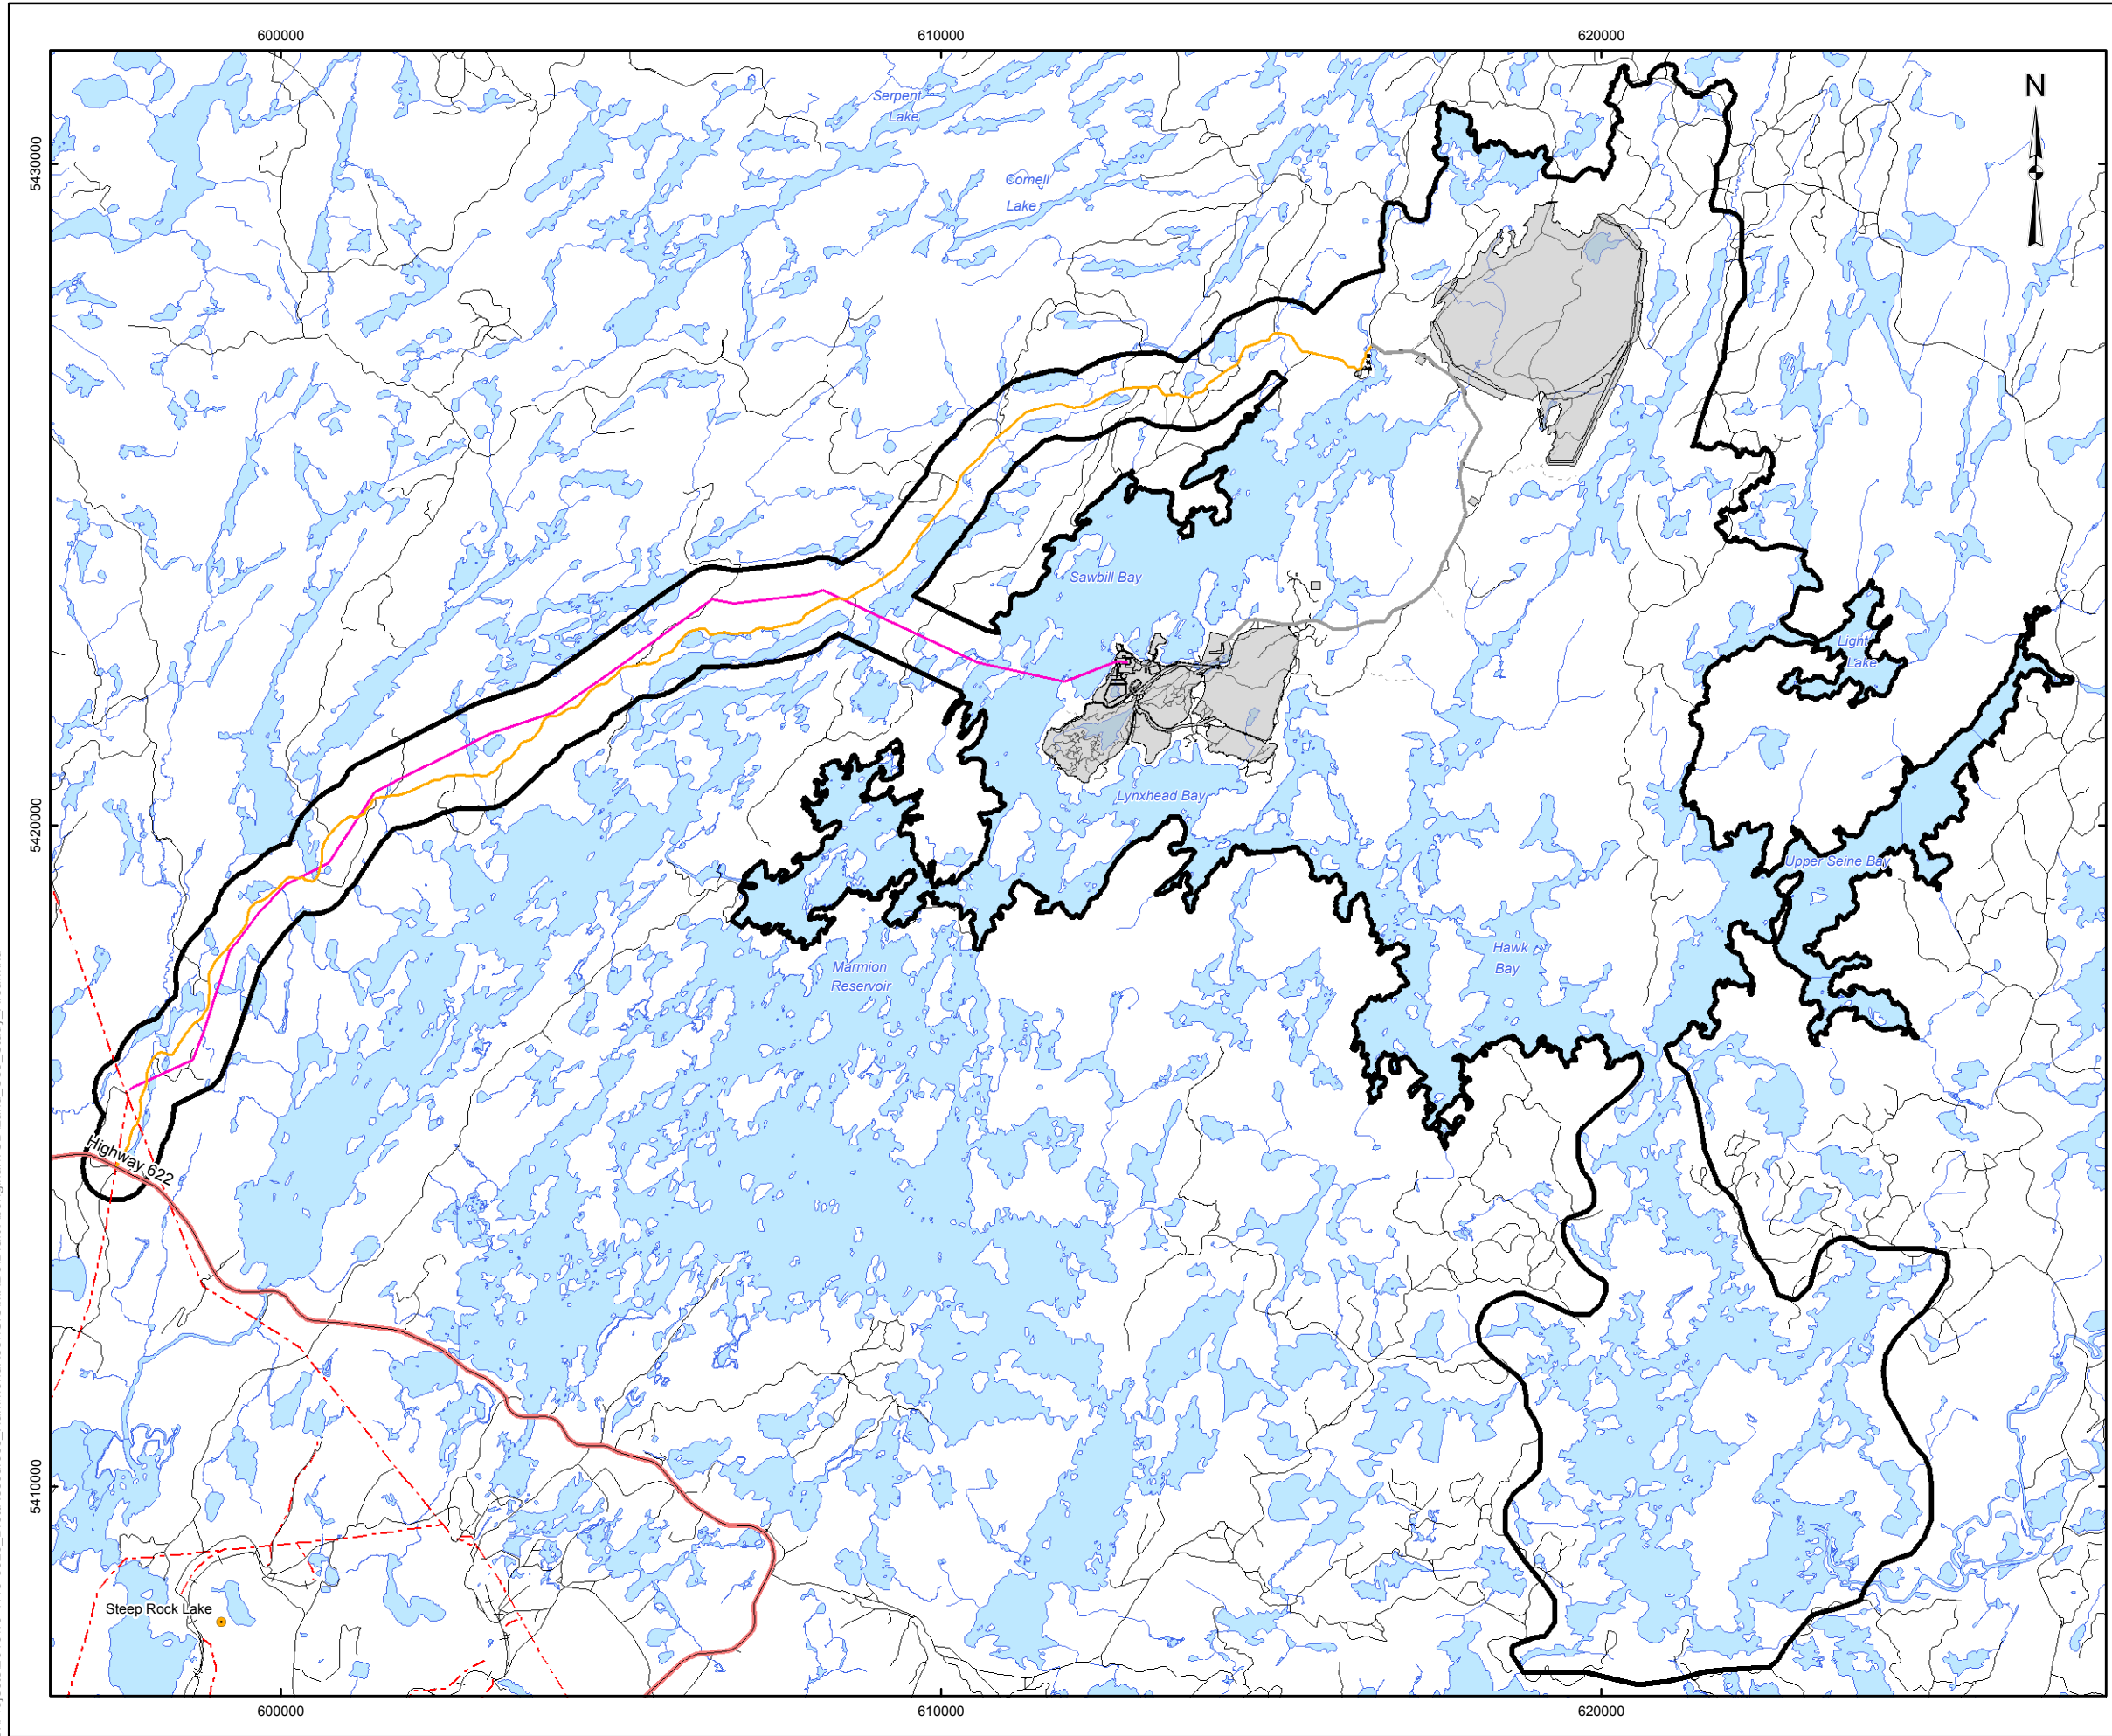 600000
610000
620000
N
5430000
5420000
5410000
Serpent
Lake
Cornell
Lake
Sawbill Bay
Light
Lake
Lynxhead Bay
Upper Seine Bay
Hawk
Bay
Marmion
Reservoir
Highway 622
Steep Rock Lake
600000
610000
620000